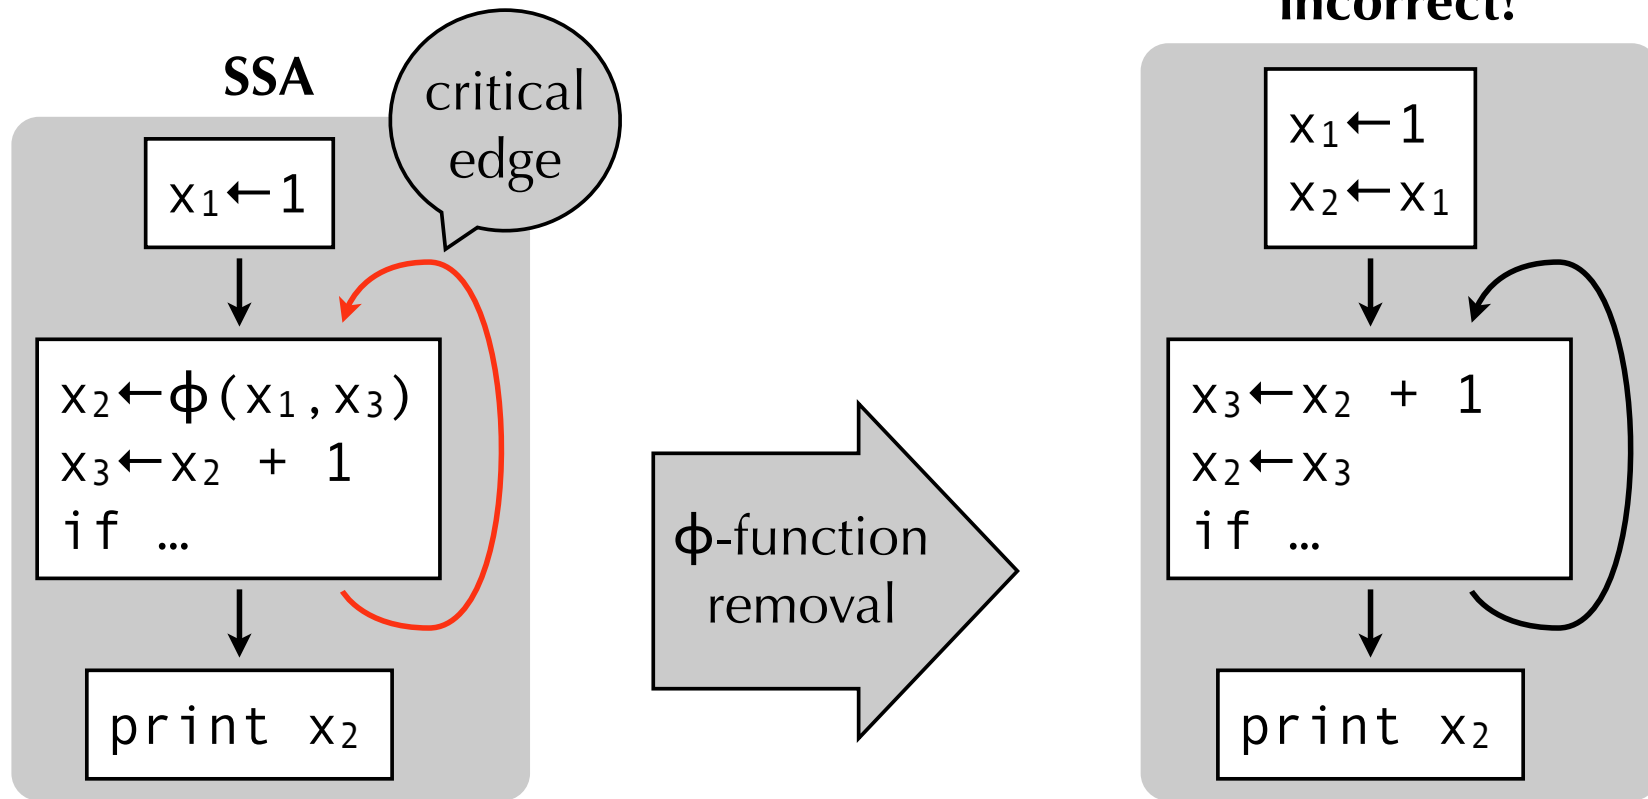 SSA
critical
edge
x₁←1
x₂←ϕ(x₁,x₃)
x₃←x₂ + 1
if …
print x₂
ϕ-function
removal
incorrect!
x₁←1
x₂←x₁
x₃←x₂ + 1
x₂←x₃
if …
print x₂